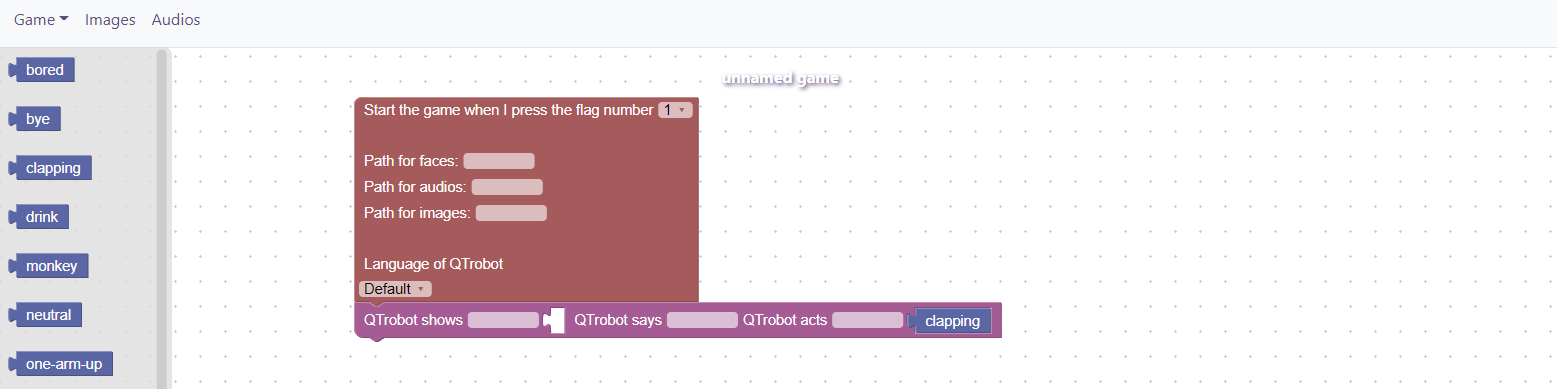 Game Images Audios
unnamed game
bored
bye
clapping
drink
monkey
neutral
one-arm-up
Start the game when I press the flag number 1
Path for faces:
Path for audios:
Path for images:
Language of QTrobot
Default
QTrobot shows QTrobot says QTrobot acts clapping